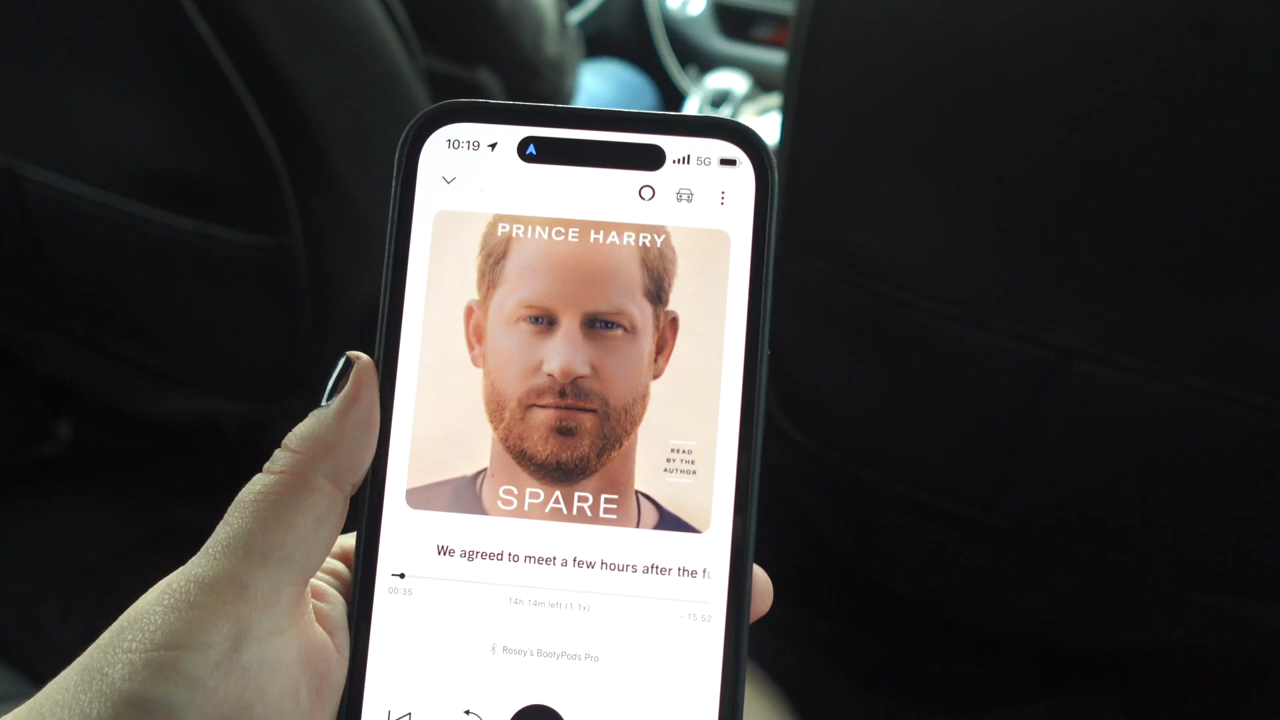 10:19
5G
PRINCE HARRY
READ
BY THE
AUTHOR
SPARE
We agreed to meet a few hours after the
00:35
14h 14m left (1.1x)
- 15:52
Rosey's BootyPods Pro